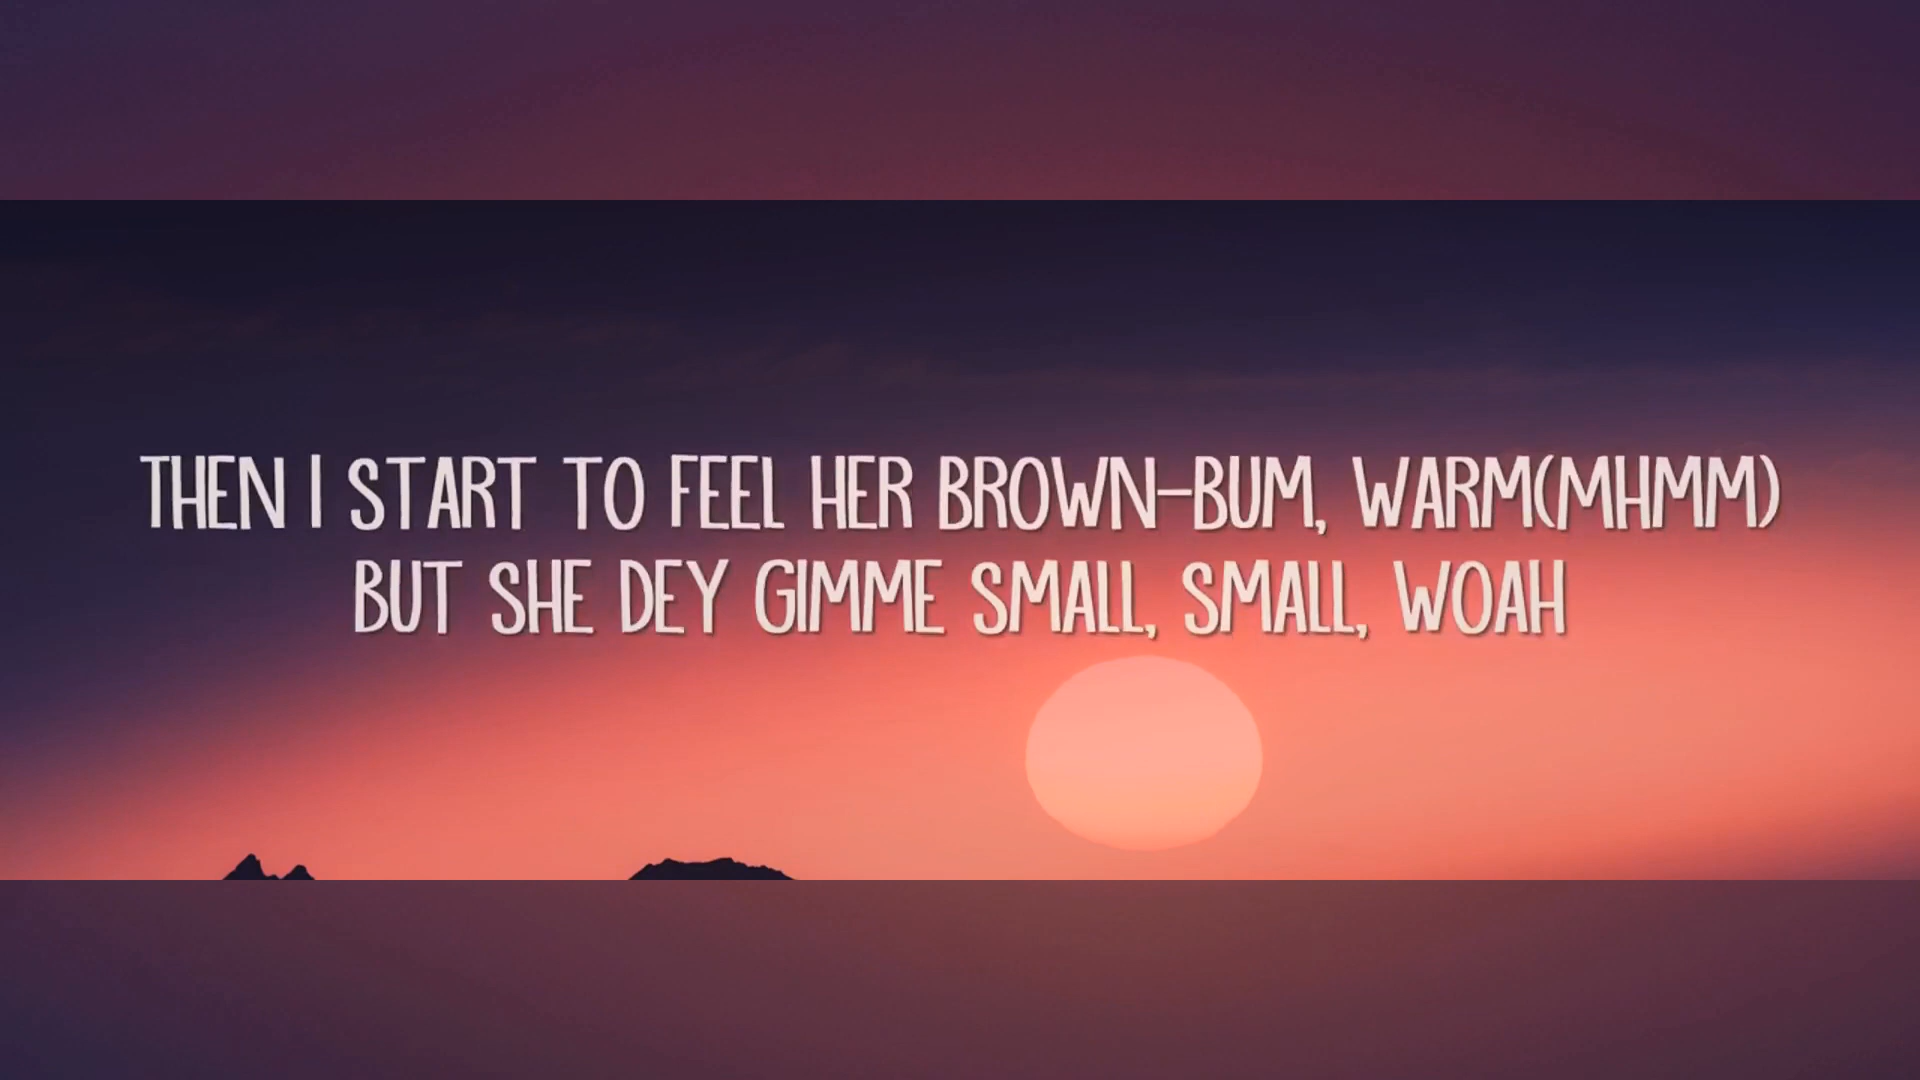 THEN I START TO FEEL HER BROWN-BUM, WARM(MHMM)
BUT SHE DEY GIMME SMALL, SMALL, WOAH